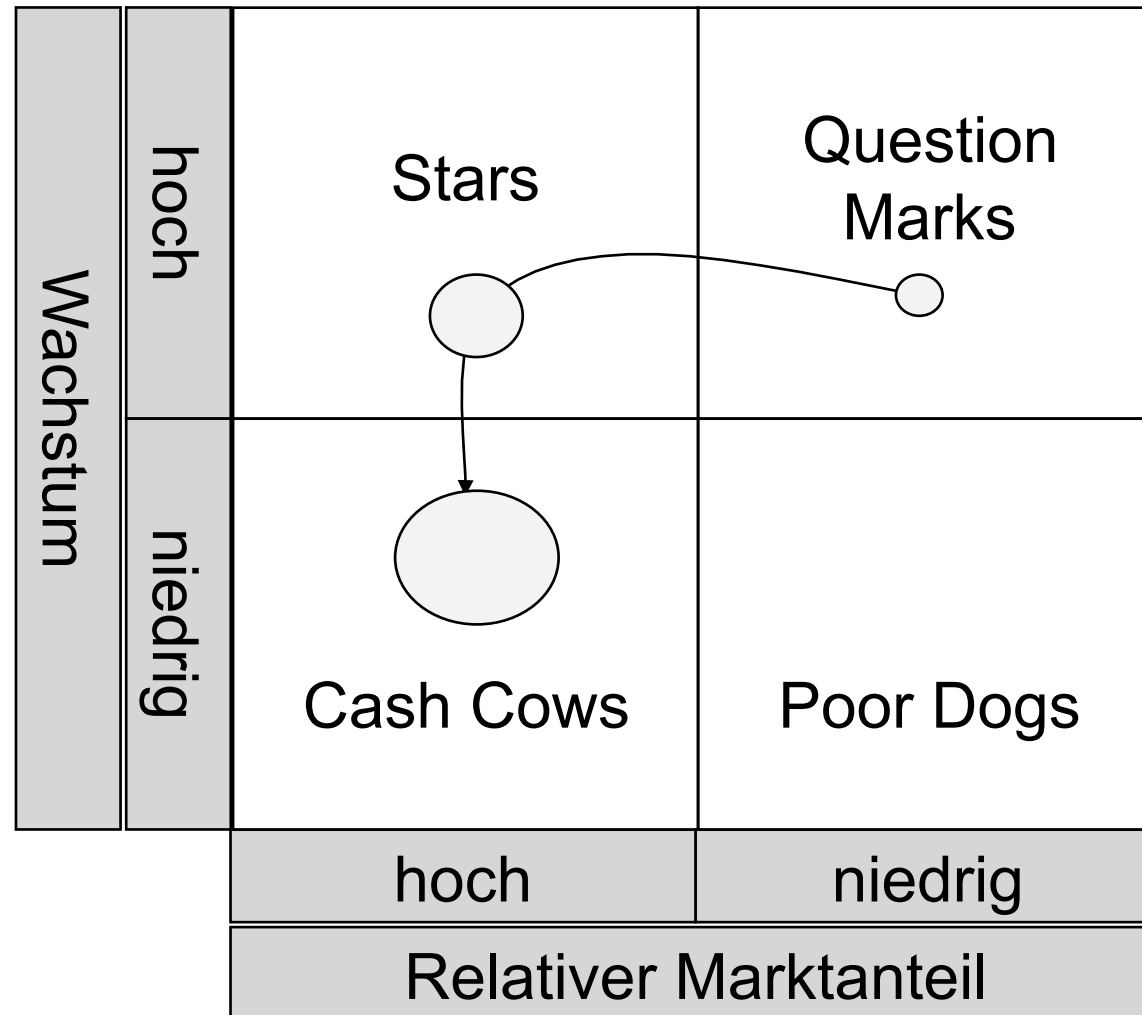 Wachstum
hoch
niedrig
Stars
Question
Marks
Cash Cows
Poor Dogs
hoch
niedrig
Relativer Marktanteil